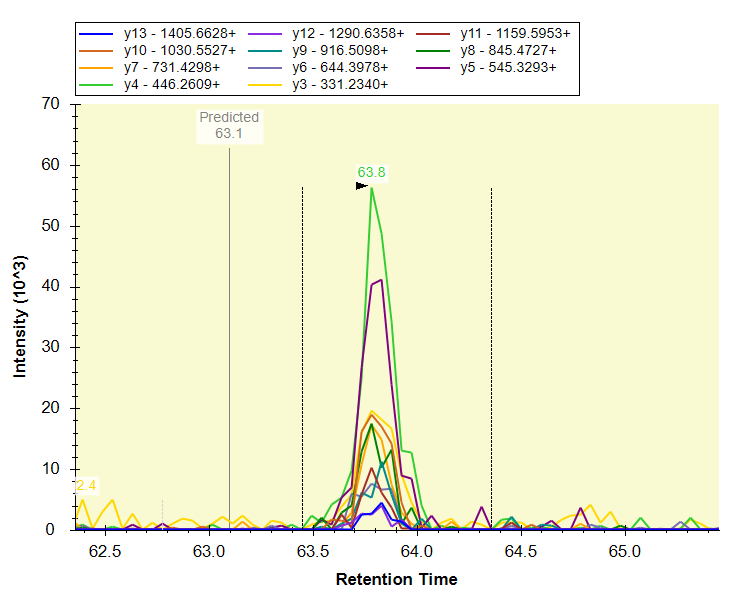 y13 - 1405.6628+ y12 - 1290.6358+ y11 - 1159.5953+
y10 - 1030.5527+ y9 - 916.5098+ y8 - 845.4727+
y7 - 731.4298+ y6 - 644.3978+ y5 - 545.3293+
y4 - 446.2609+ y3 - 331.2340+
70
60
50
40
30
20
10
0
Intensity (10^3)
Predicted
63.1
63.8
2.4
62.5 63.0 63.5 64.0 64.5 65.0
Retention Time